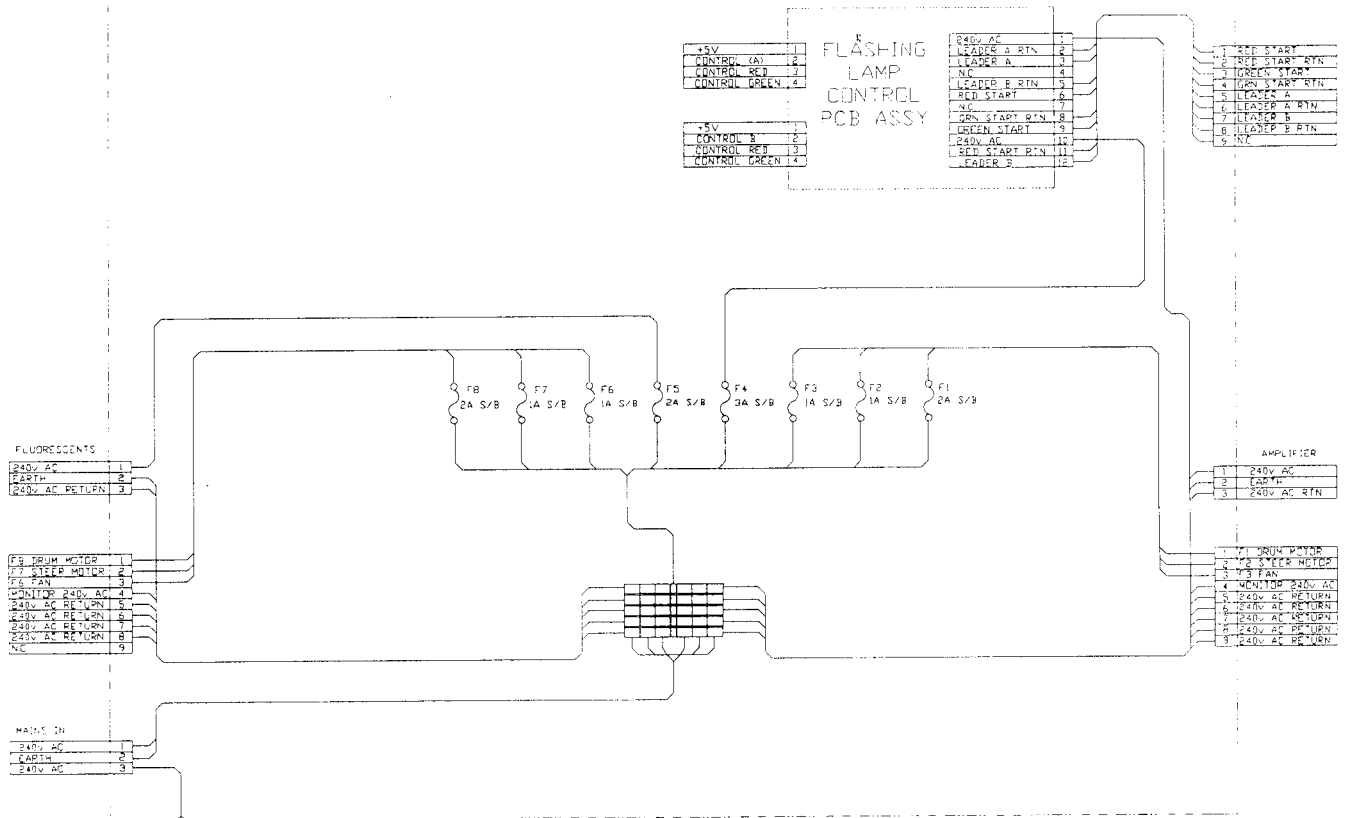 FLASHING
LAMP
CONTROL
PCB ASSY
+5V 1
CONTROL (A) 2
CONTROL RED 3
CONTROL GREEN 4
+5V 1
CONTROL B 2
CONTROL RED 3
CONTROL GREEN 4
240v AC 1
LEADER A RTN 2
LEADER A 3
N.C 4
LEADER B RTN 5
RED START 6
N.C 7
GRN START RTN 8
GREEN START 9
240v AC 10
RED START RTN 11
LEADER B 12
1 RED START
2 RED START RTN
3 GREEN START
4 GRN START RTN
5 LEADER A
6 LEADER A RTN
7 LEADER B
8 LEADER B RTN
9 N.C
F8
2A S/B
F7
1A S/B
F6
1A S/B
F5
2A S/B
F4
3A S/B
F3
1A S/B
F2
1A S/B
F1
2A S/B
FLUORESCENTS
240v AC 1
EARTH 2
240v AC RETURN 3
F8 DRUM MOTOR 1
F7 STEER MOTOR 2
F6 FAN 3
MONITOR 240v AC 4
240v AC RETURN 5
240v AC RETURN 6
240v AC RETURN 7
240v AC RETURN 8
N.C 9
MAINS IN
240v AC 1
EARTH 2
240v AC 3
AMPLIFIER
1 240v AC
2 EARTH
3 240v AC RTN
1 F1 DRUM MOTOR
2 F2 STEER MOTOR
3 F3 FAN
4 MONITOR 240v AC
5 240v AC RETURN
6 240v AC RETURN
7 240v AC RETURN
8 240v AC RETURN
9 240v AC RETURN